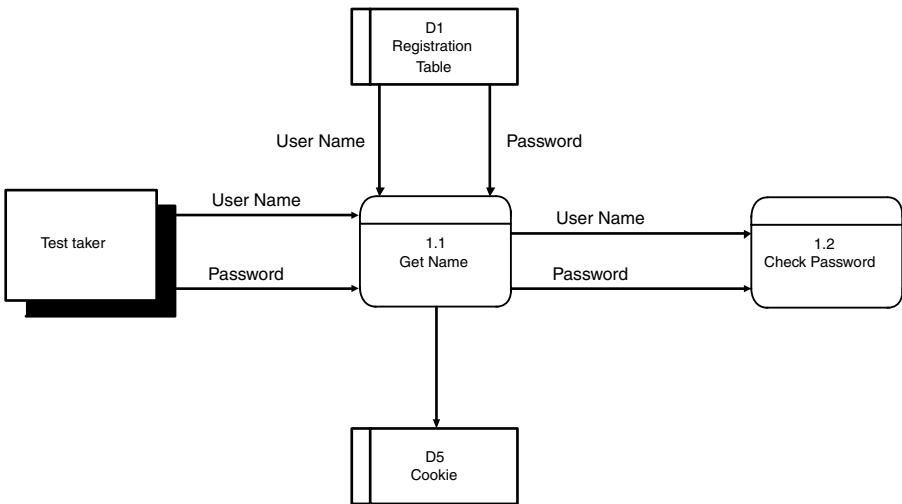 D1
Registration
Table
User Name
Password
Test taker
User Name
Password
1.1
Get Name
User Name
Password
1.2
Check Password
D5
Cookie